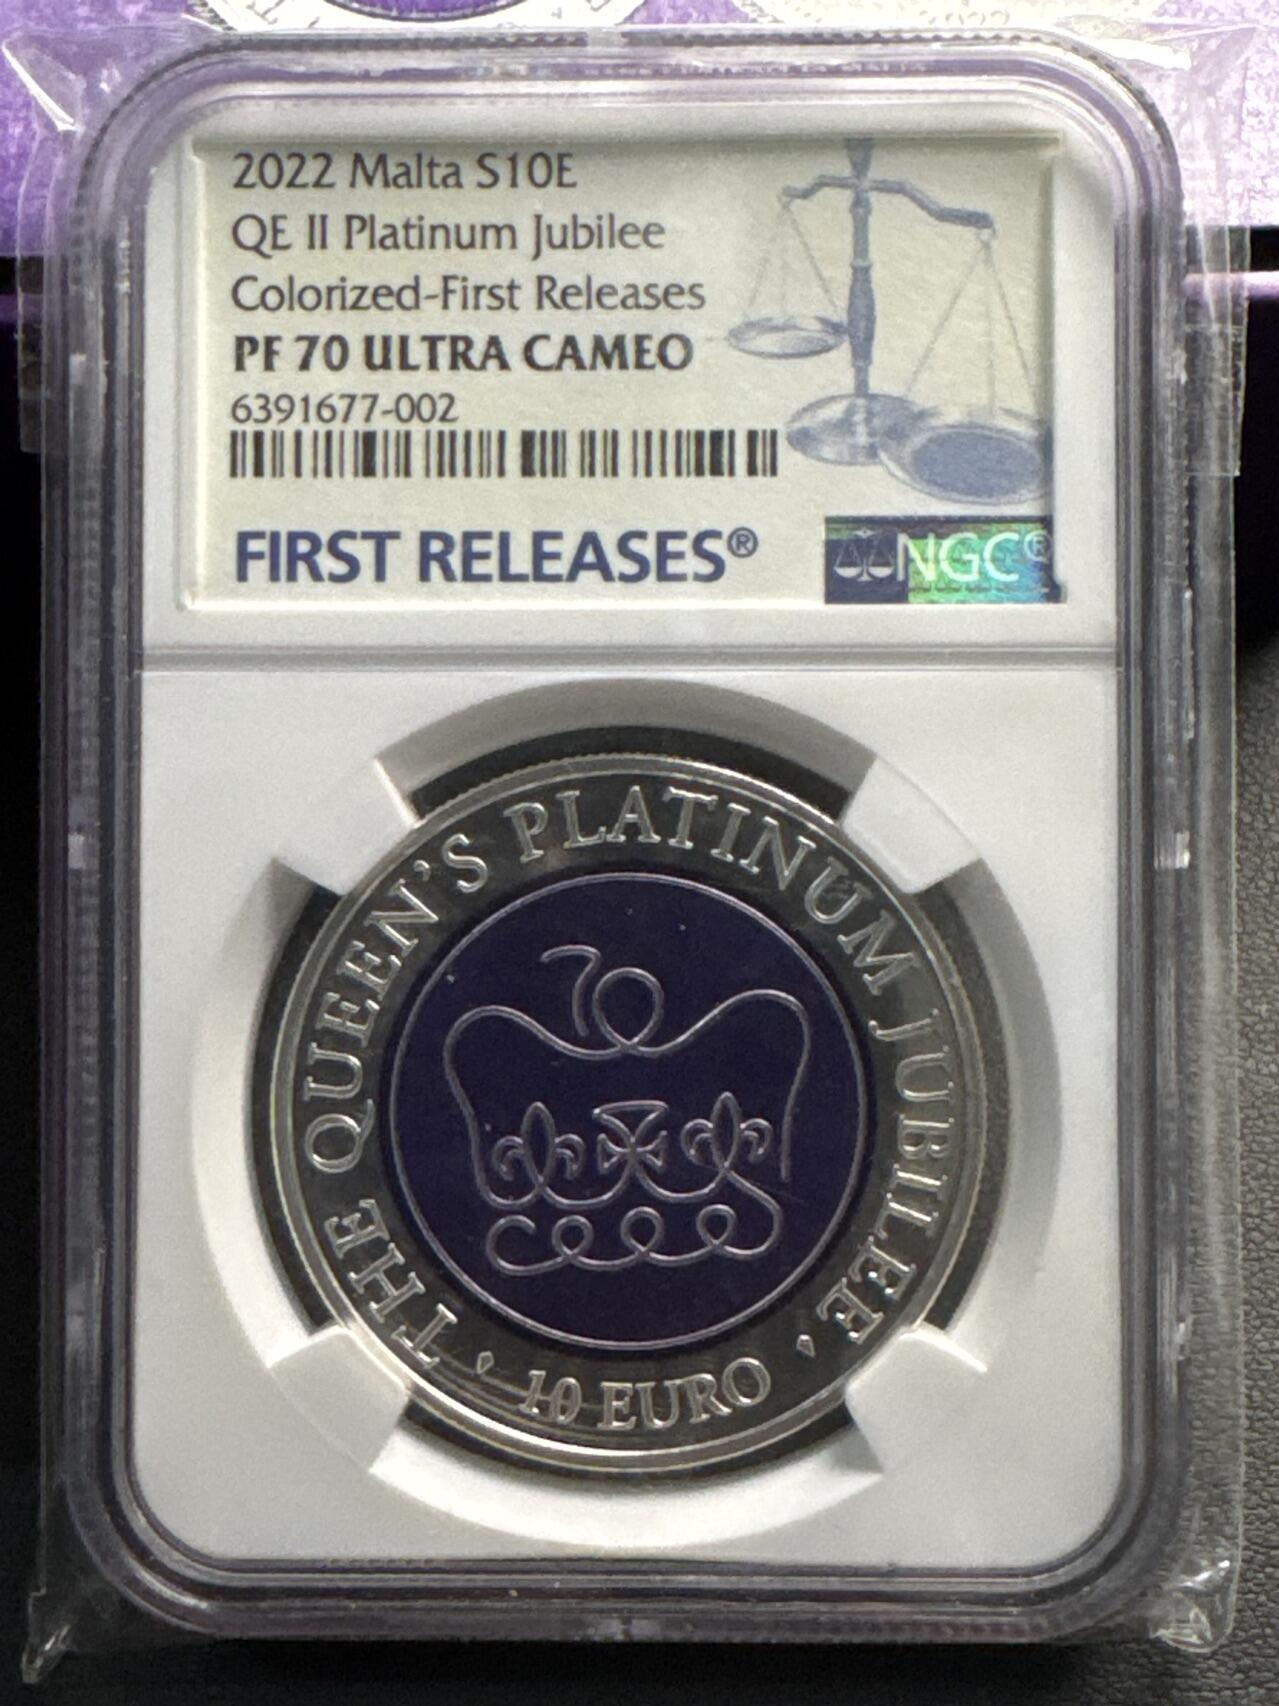 2022 Malta S10E
QE II Platinum Jubilee
Colorized-First Releases
PF 70 ULTRA CAMEO
6391677-002
FIRST RELEASES®
NGC®
THE QUEEN'S PLATINUM JUBILEE
10 EURO
70